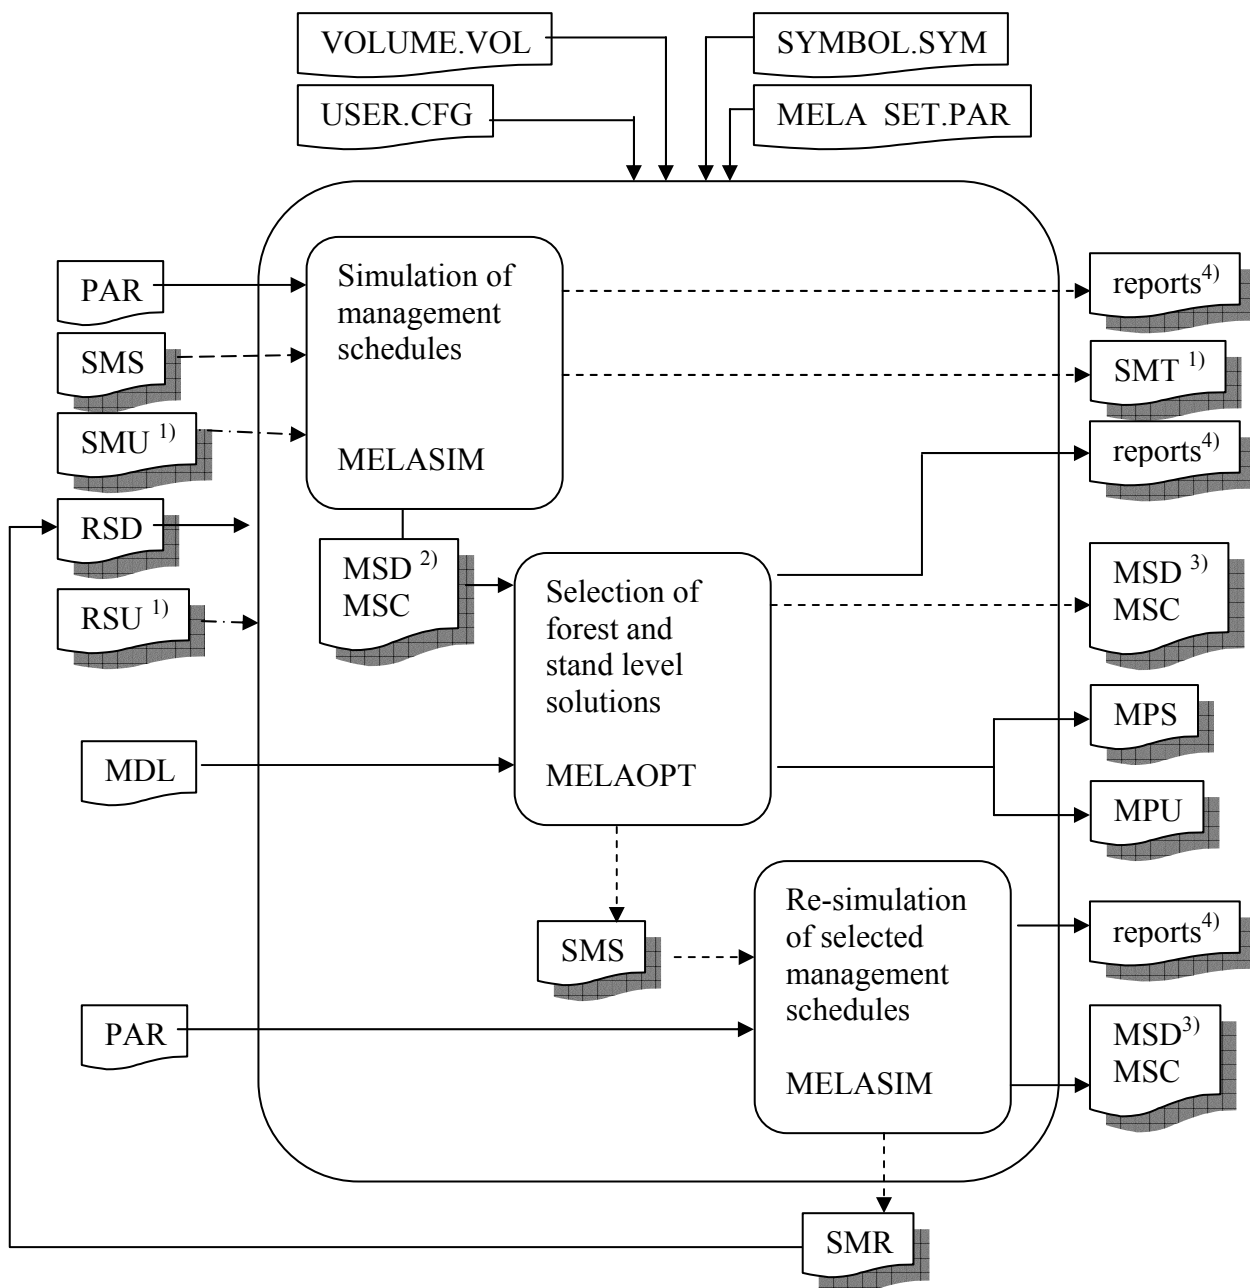 VOLUME.VOL
SYMBOL.SYM
USER.CFG
MELA SET.PAR
PAR
SMS
SMU 1)
RSD
RSU 1)
MDL
PAR
Simulation of
management
schedules
MELASIM
MSD 2)
MSC
Selection of
forest and
stand level
solutions
MELAOPT
SMS
Re-simulation
of selected
management
schedules
MELASIM
SMR
reports4)
SMT 1)
reports4)
MSD 3)
MSC
MPS
MPU
reports4)
MSD3)
MSC